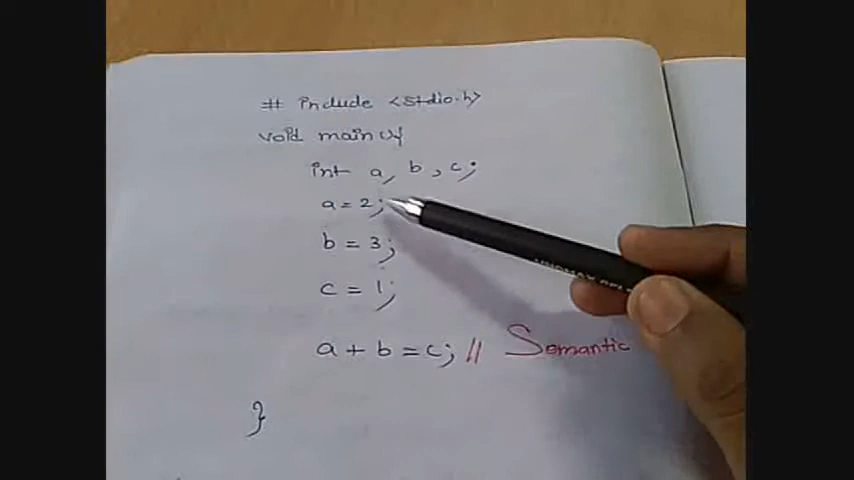 # include <stdio.h>
void main(){
int a, b, c;
a = 2;
b = 3;
c = 1;
a + b = c; // Semantic
}